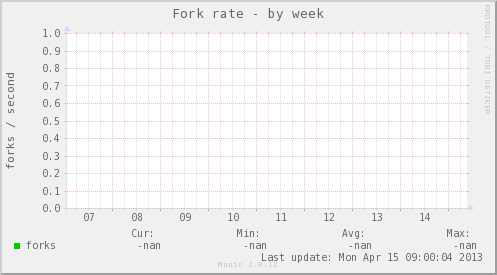 Fork rate - by week
RRDTOOL / TOBI OETIKER
forks / second
1.0
0.9
0.8
0.7
0.6
0.5
0.4
0.3
0.2
0.1
0.0
07 08 09 10 11 12 13 14
Cur: Min: Avg: Max:
forks -nan -nan -nan -nan
Last update: Mon Apr 15 09:00:04 2013
Munin 2.0.12